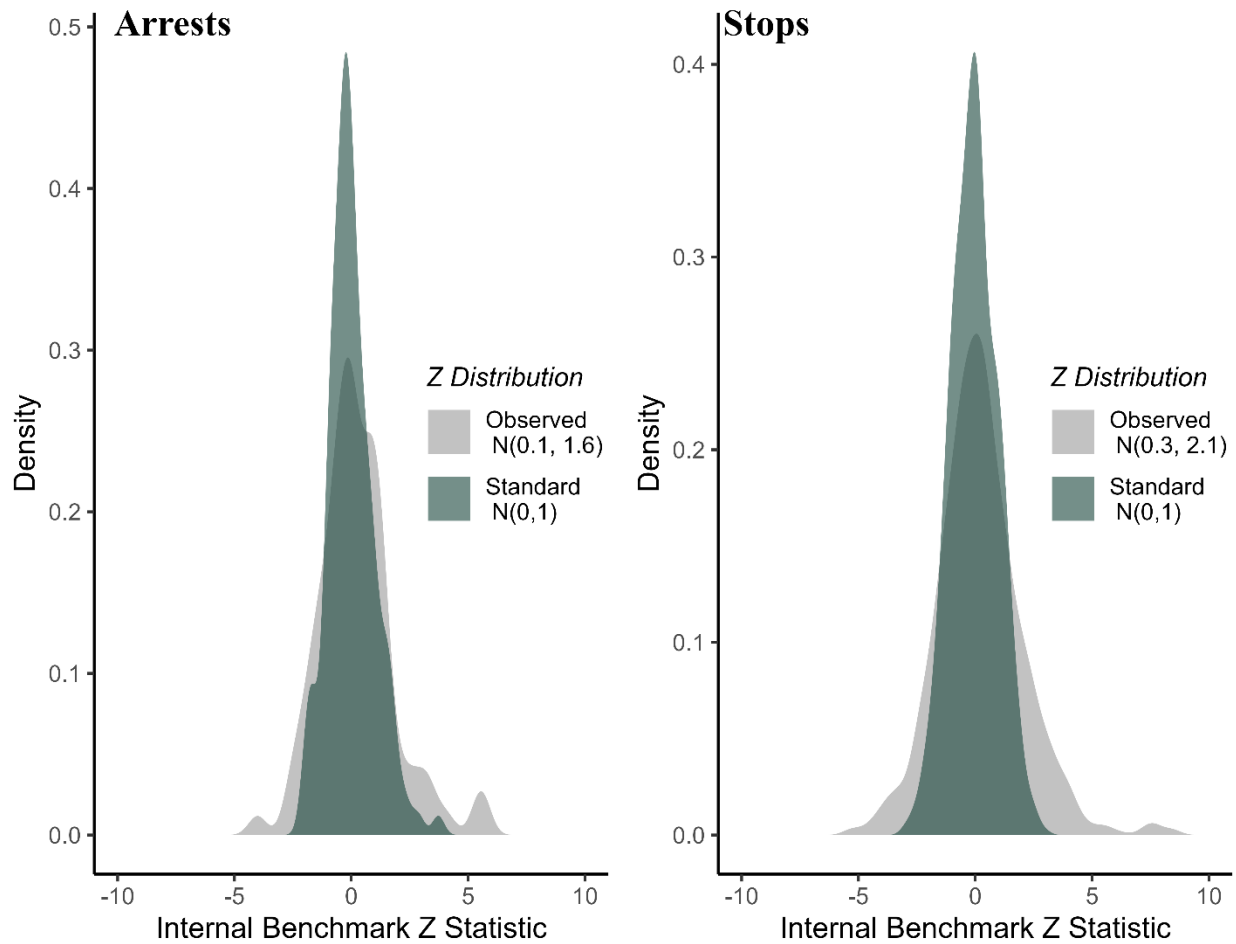 Arrests
0.5
0.4
0.3
0.2
0.1
0.0
Density
-10 -5 0 5 10
Internal Benchmark Z Statistic
Z Distribution
Observed
N(0.1, 1.6)
Standard
N(0,1)
Stops
0.4
0.3
0.2
0.1
0.0
Density
-10 -5 0 5 10
Internal Benchmark Z Statistic
Z Distribution
Observed
N(0.3, 2.1)
Standard
N(0,1)